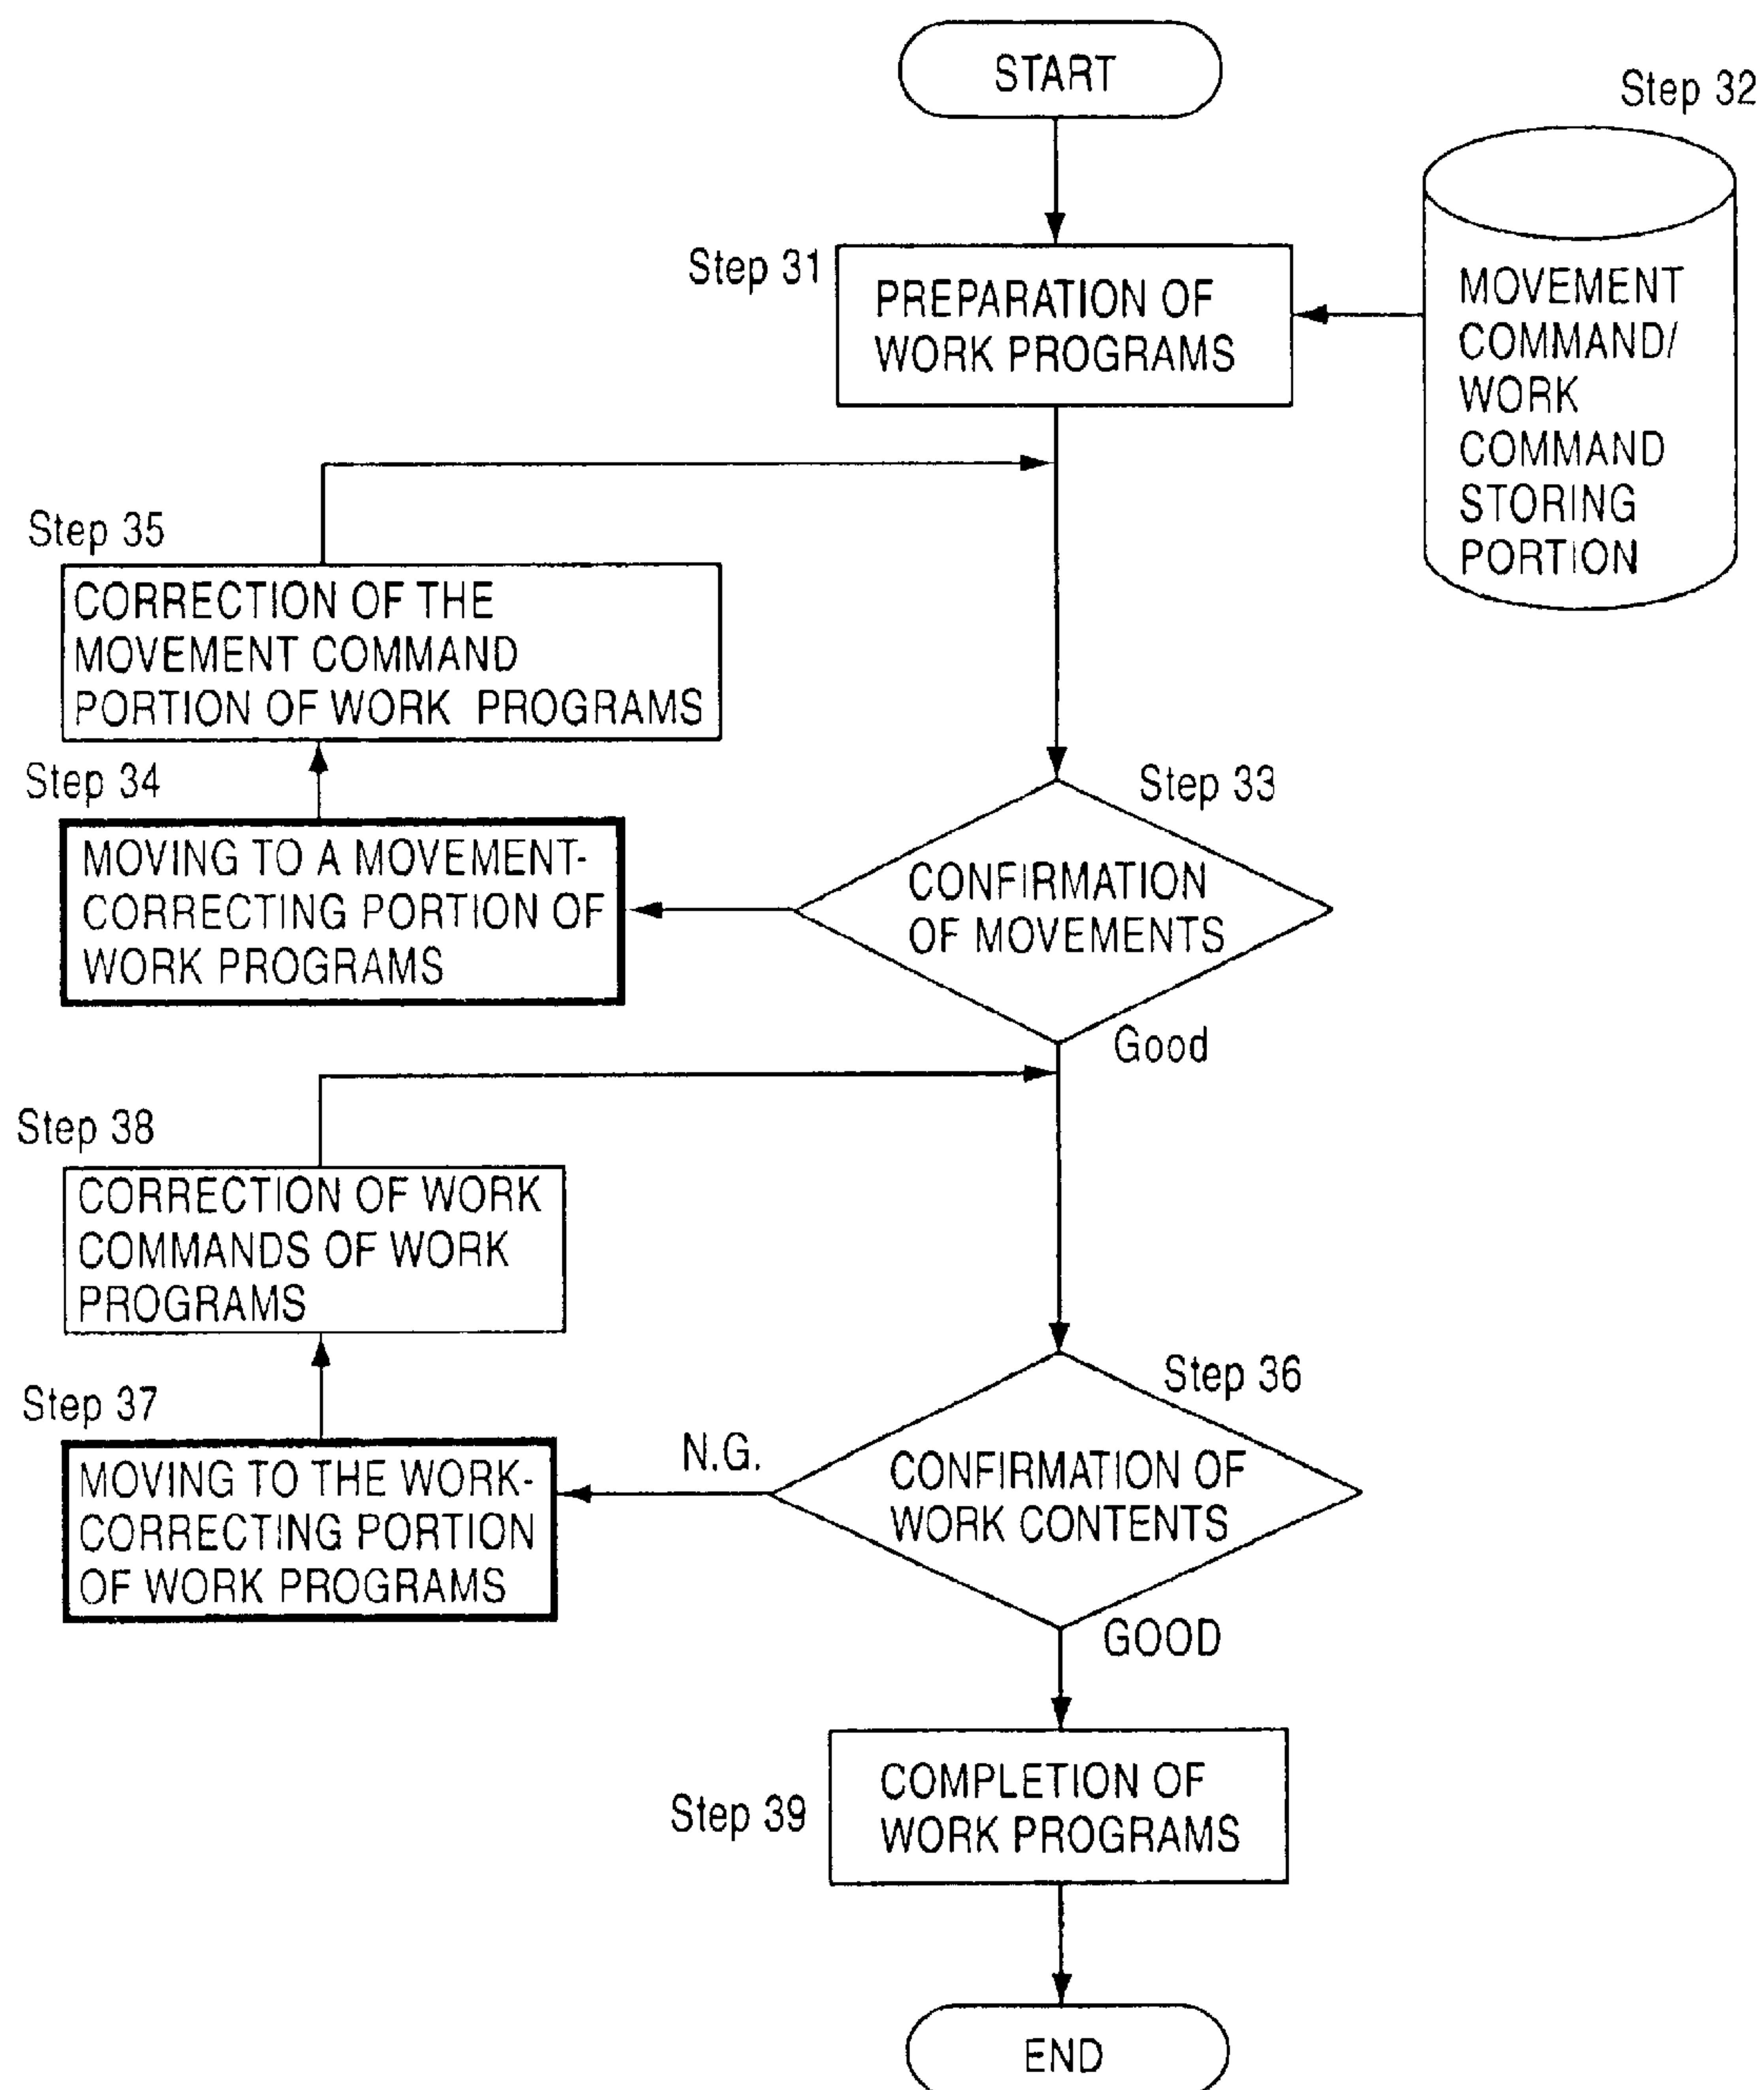 START
Step 32
Step 31
PREPARATION OF
WORK PROGRAMS
MOVEMENT
COMMAND/
WORK
COMMAND
STORING
PORTION
Step 35
CORRECTION OF THE
MOVEMENT COMMAND
PORTION OF WORK PROGRAMS
Step 34
MOVING TO A MOVEMENT-
CORRECTING PORTION OF
WORK PROGRAMS
Step 33
CONFIRMATION
OF MOVEMENTS
Good
Step 38
CORRECTION OF WORK
COMMANDS OF WORK
PROGRAMS
Step 37
MOVING TO THE WORK-
CORRECTING PORTION
OF WORK PROGRAMS
N.G.
Step 36
CONFIRMATION OF
WORK CONTENTS
GOOD
Step 39
COMPLETION OF
WORK PROGRAMS
END